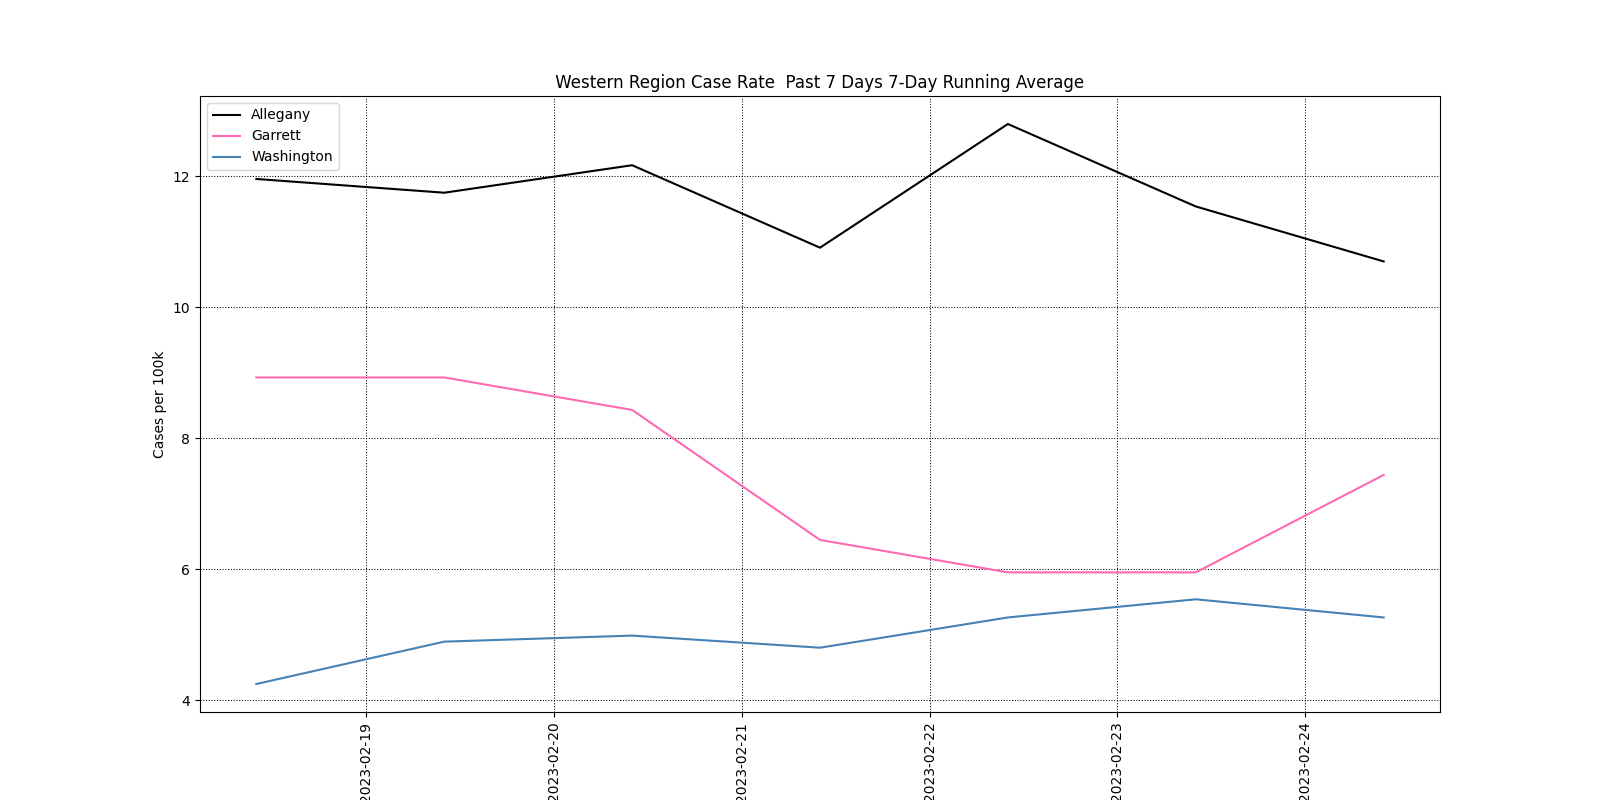 Western Region Case Rate  Past 7 Days 7-Day Running Average
Allegany
Garrett
Washington
12
10
8
6
4
Cases per 100k
2023-02-19
2023-02-20
2023-02-21
2023-02-22
2023-02-23
2023-02-24